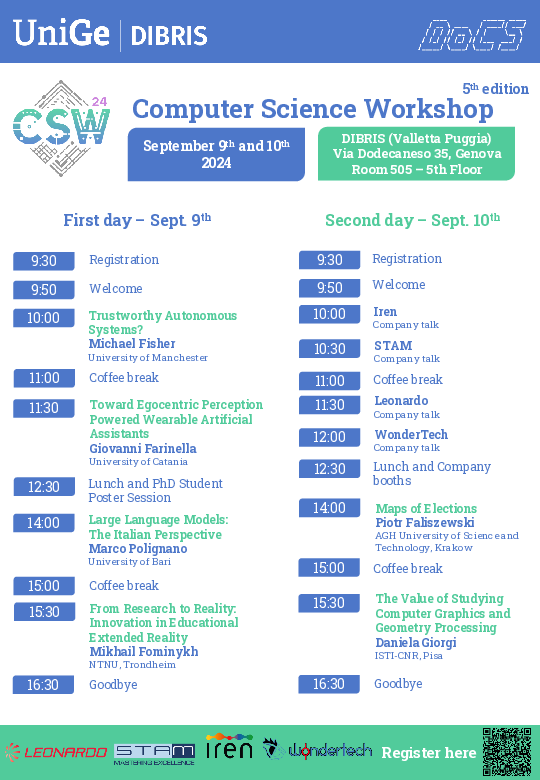 UniGe | DIBRIS
5th edition
24
CSW
Computer Science Workshop
September 9th and 10th
2024
DIBRIS (Valletta Puggia)
Via Dodecaneso 35, Genova
Room 505 – 5th Floor
First day – Sept. 9th
9:30 Registration
9:50 Welcome
10:00 Trustworthy Autonomous
Systems?
Michael Fisher
University of Manchester
11:00 Coffee break
11:30 Toward Egocentric Perception
Powered Wearable Artificial
Assistants
Giovanni Farinella
University of Catania
12:30 Lunch and PhD Student
Poster Session
14:00 Large Language Models:
The Italian Perspective
Marco Polignano
University of Bari
15:00 Coffee break
15:30 From Research to Reality:
Innovation in Educational
Extended Reality
Mikhail Fominykh
NTNU, Trondheim
16:30 Goodbye
Second day – Sept. 10th
9:30 Registration
9:50 Welcome
10:00 Iren
Company talk
10:30 STAM
Company talk
11:00 Coffee break
11:30 Leonardo
Company talk
12:00 WonderTech
Company talk
12:30 Lunch and Company
booths
14:00 Maps of Elections
Piotr Faliszewski
AGH University of Science and
Technology, Krakow
15:00 Coffee break
15:30 The Value of Studying
Computer Graphics and
Geometry Processing
Daniela Giorgi
ISTI-CNR, Pisa
16:30 Goodbye
LEONARDO
STAM
MASTERING EXCELLENCE
iren
wondertech
Register here